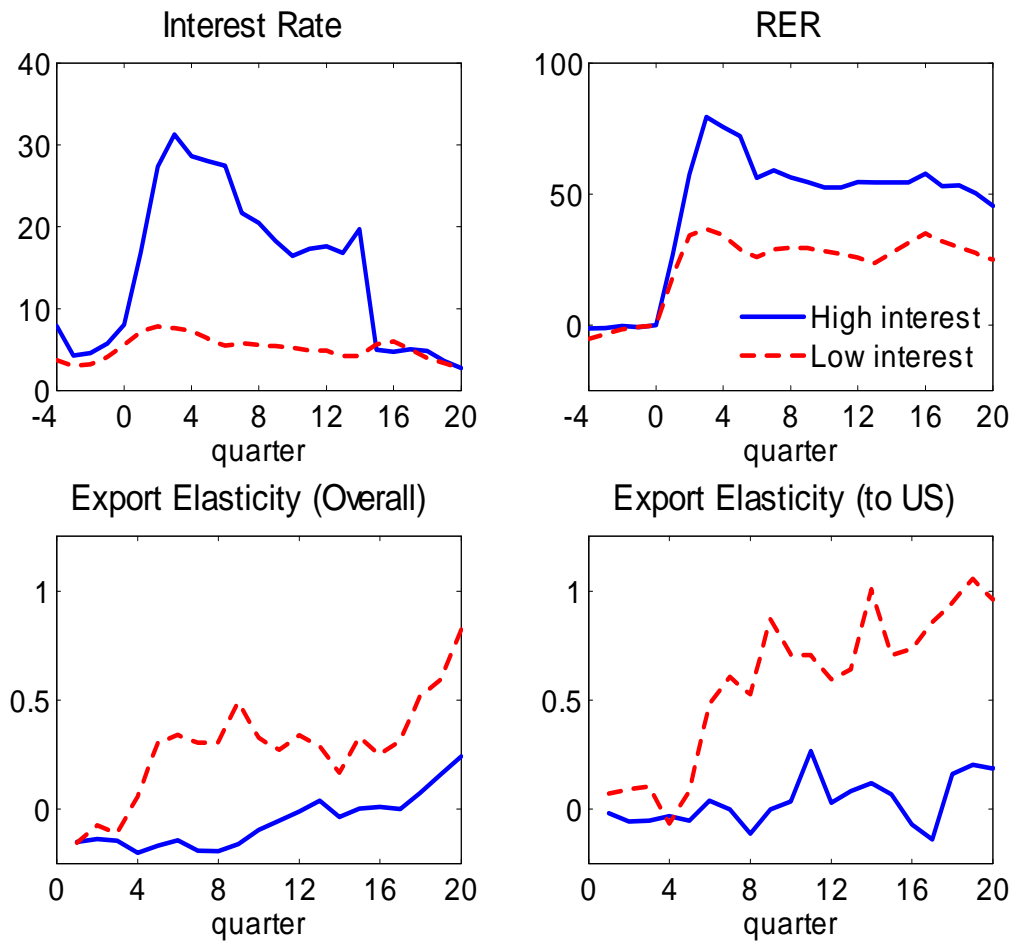 Interest Rate
40
30
20
10
0
-4 0 4 8 12 16 20
quarter
RER
100
50
0
-4 0 4 8 12 16 20
quarter
High interest
Low interest
Export Elasticity (Overall)
1
0.5
0
0 4 8 12 16 20
quarter
Export Elasticity (to US)
1
0.5
0
0 4 8 12 16 20
quarter